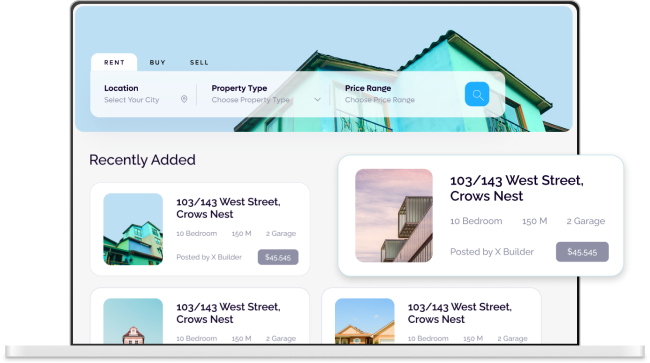 RENT BUY SELL
Location Property Type Price Range
Select Your City Choose Property Type Choose Price Range
Recently Added
103/143 West Street,
Crows Nest
10 Bedroom 150 M 2 Garage
Posted by X Builder $45,545
103/143 West Street,
Crows Nest
10 Bedroom 150 M 2 Garage
Posted by X Builder $45,545
103/143 West Street,
Crows Nest
10 Bedroom 150 M 2 Garage
103/143 West Street,
Crows Nest
10 Bedroom 150 M 2 Garage